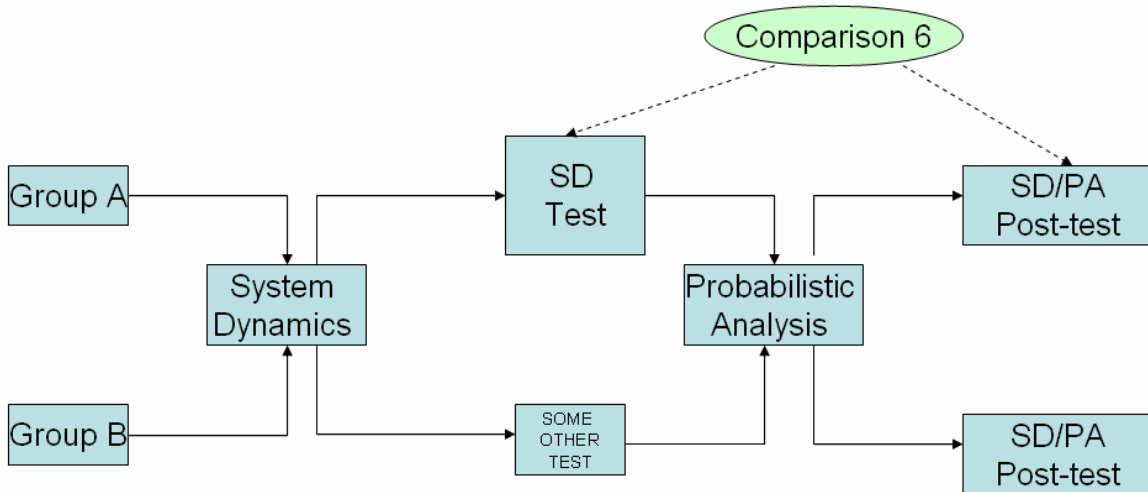 Comparison 6
Group A
SD
Test
SD/PA
Post-test
System
Dynamics
Probabilistic
Analysis
Group B
SOME
OTHER
TEST
SD/PA
Post-test